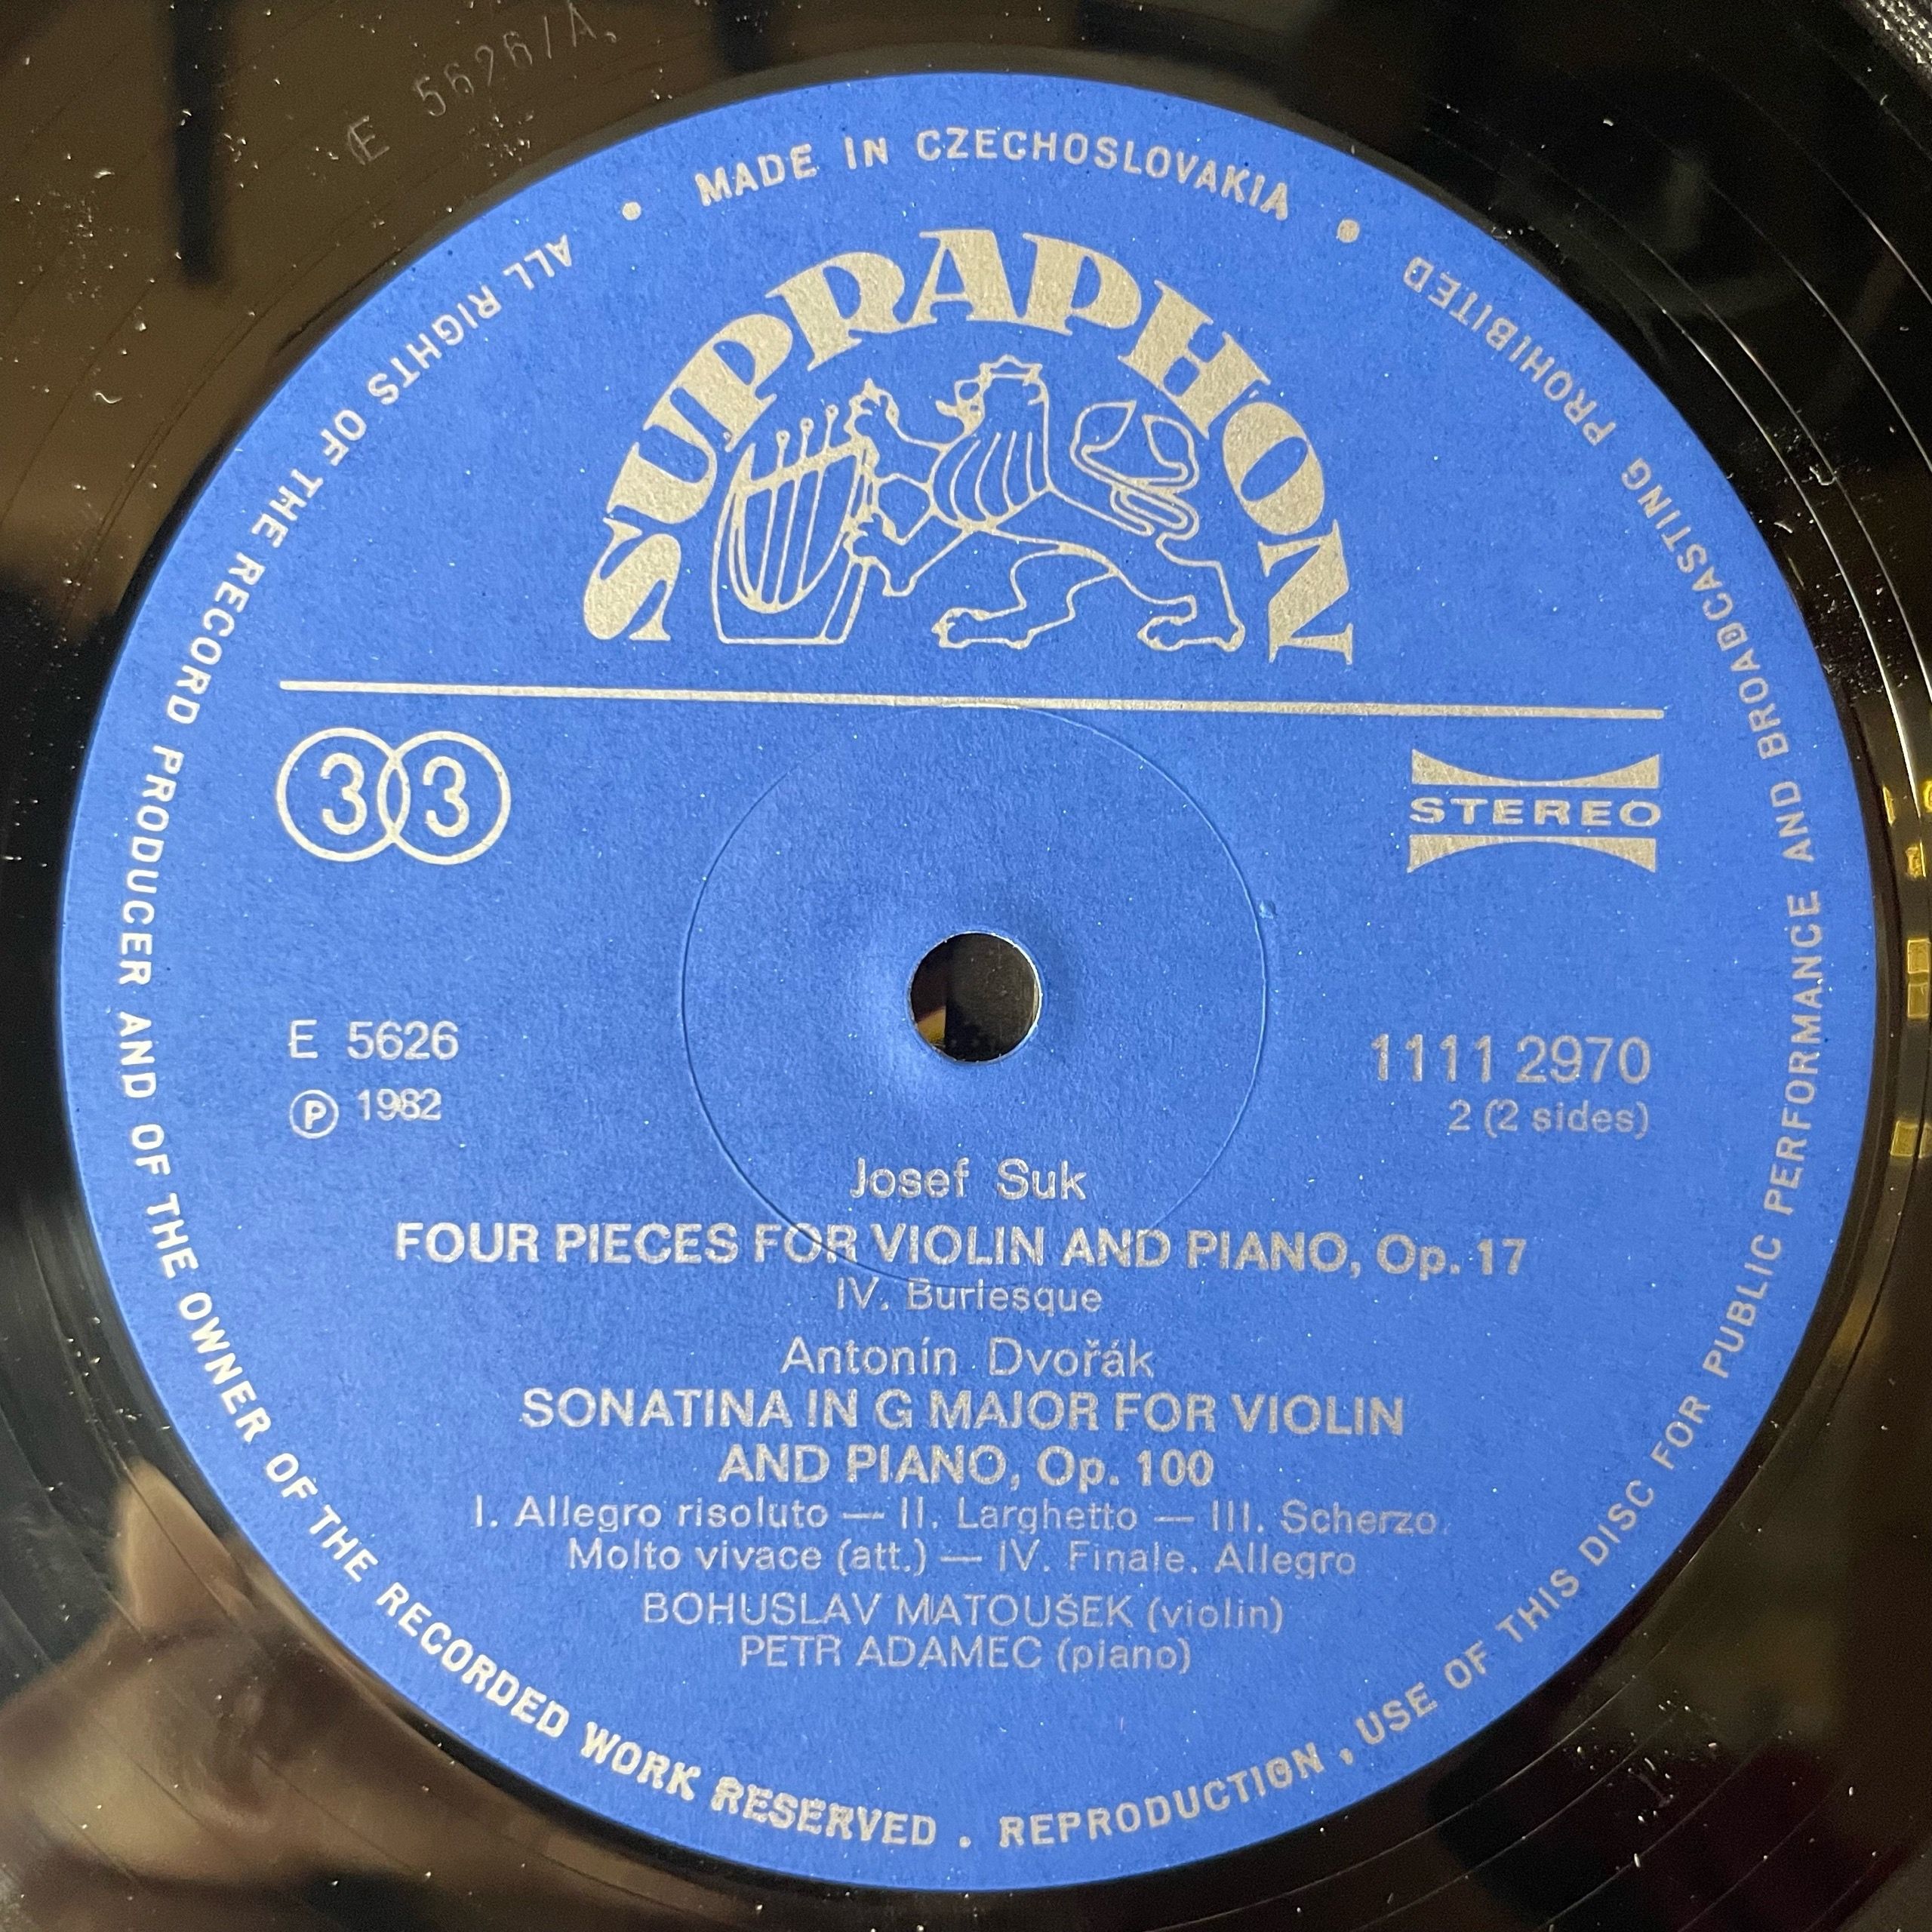 E 5626/A.
MADE IN CZECHOSLOVAKIA
SUPRAPHON
33
STEREO
E 5626
Ⓟ 1982
1111 2970
2 (2 sides)
Josef Suk
FOUR PIECES FOR VIOLIN AND PIANO, Op. 17
IV. Burlesque
Antonín Dvořák
SONATINA IN G MAJOR FOR VIOLIN
AND PIANO, Op. 100
I. Allegro risoluto — II. Larghetto — III. Scherzo.
Molto vivace (att.) — IV. Finale. Allegro
BOHUSLAV MATOUŠEK (violin)
PETR ADAMEC (piano)
ALL RIGHTS OF THE RECORD PRODUCER AND OF THE OWNER OF THE RECORDED WORK RESERVED . REPRODUCTION , USE OF THIS DISC FOR PUBLIC PERFORMANCE AND BROADCASTING PROHIBITED